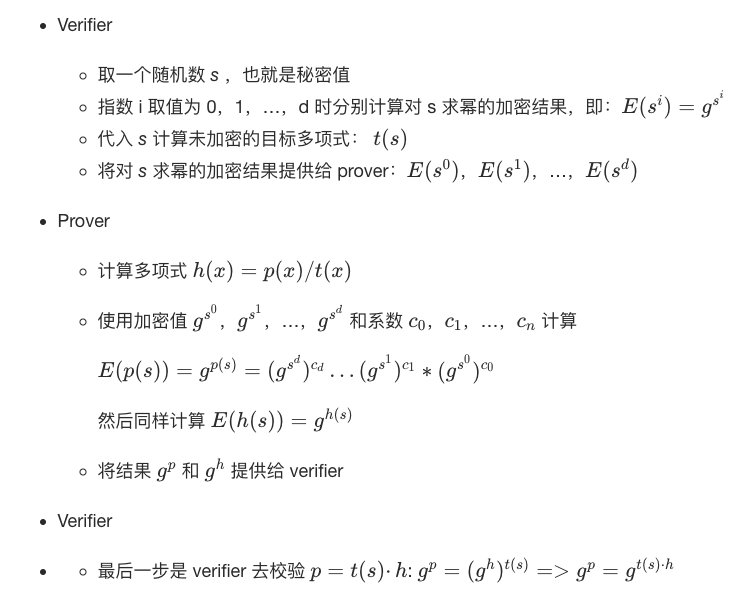 • Verifier
◦ 取一个随机数 s ，也就是秘密值
◦ 指数 i 取值为 0，1，…，d 时分别计算对 s 求幂的加密结果，即：$E(s^i) = g^{s^i}$
◦ 代入 s 计算未加密的目标多项式： $t(s)$
◦ 将对 s 求幂的加密结果提供给 prover：$E(s^0)$，$E(s^1)$，…，$E(s^d)$
• Prover
◦ 计算多项式 $h(x) = p(x)/t(x)$
◦ 使用加密值 $g^{s^0}$，$g^{s^1}$，…，$g^{s^d}$ 和系数 $c_0$，$c_1$，…，$c_n$ 计算
$E(p(s)) = g^{p(s)} = (g^{s^d})^{c_d} \dots (g^{s^1})^{c_1} * (g^{s^0})^{c_0}$
然后同样计算 $E(h(s)) = g^{h(s)}$
◦ 将结果 $g^p$ 和 $g^h$ 提供给 verifier
• Verifier
• ◦ 最后一步是 verifier 去校验 $p = t(s) \cdot h$: $g^p = (g^h)^{t(s)} => g^p = g^{t(s) \cdot h}$